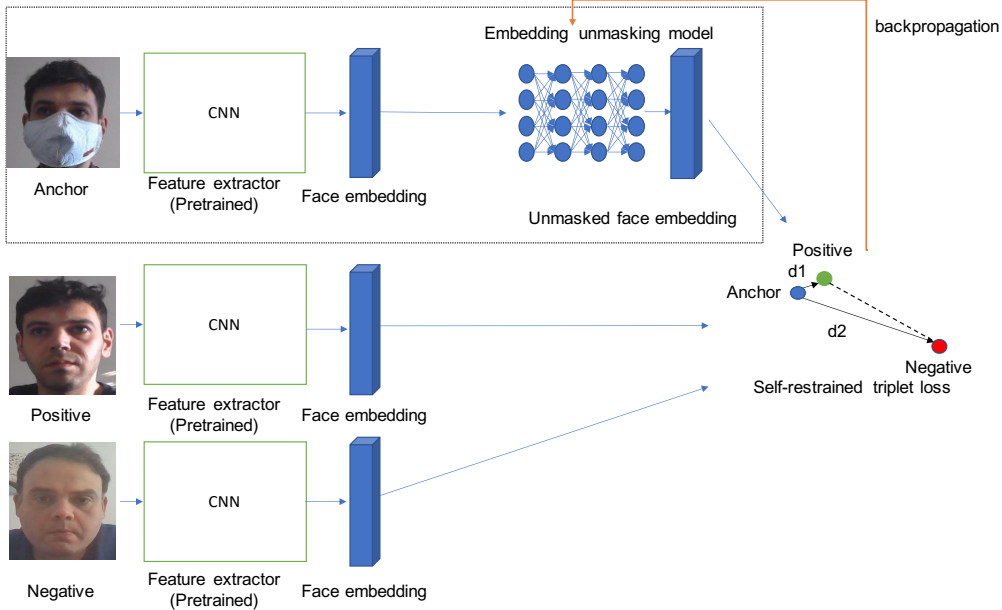 backpropagation
Embedding unmasking model
CNN
Anchor
Feature extractor
(Pretrained)
Face embedding
Unmasked face embedding
Positive
d1
Anchor
d2
Negative
Self-restrained triplet loss
CNN
Positive
Feature extractor
(Pretrained)
Face embedding
CNN
Negative
Feature extractor
(Pretrained)
Face embedding